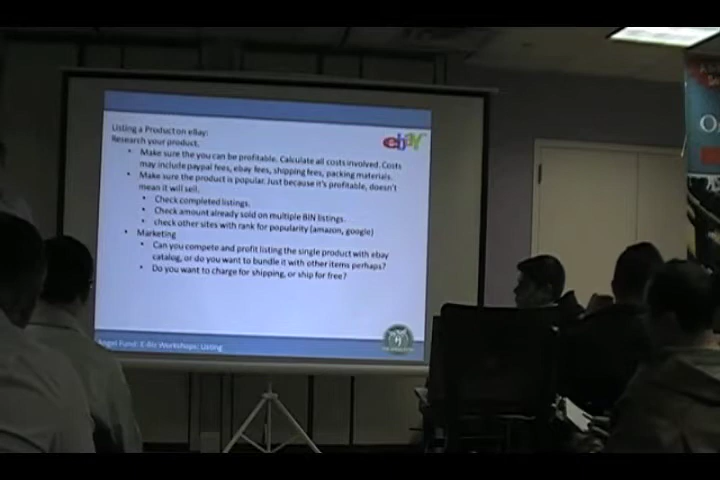 Listing a Product on eBay:
Research your product.
ebay
• Make sure the you can be profitable. Calculate all costs involved. Costs
may include paypal fees, ebay fees, shipping fees, packing materials.
• Make sure the product is popular. Just because it's profitable, doesn't
mean it will sell.
• Check completed listings.
• Check amount already sold on multiple BIN listings.
• check other sites with rank for popularity (amazon, google)
• Marketing
• Can you compete and profit listing the single product with ebay
catalog, or do you want to bundle it with other items perhaps?
• Do you want to charge for shipping, or ship for free?
Angel Fund: E-Biz Workshops: Listing